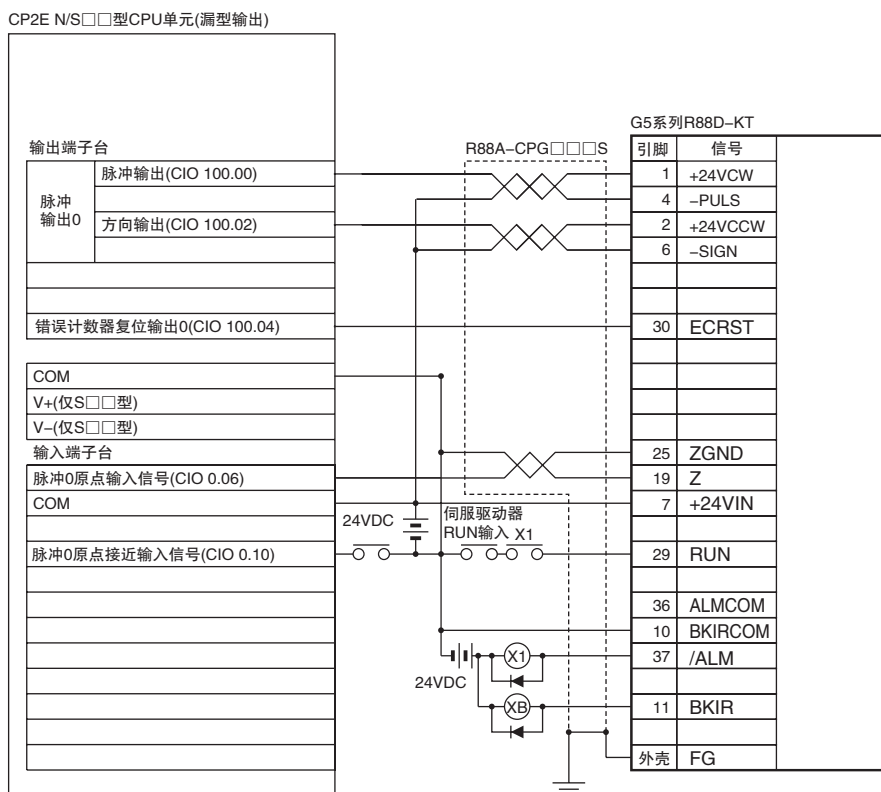 CP2E N/S□□型CPU单元(漏型输出)
G5系列R88D-KT
输出端子台
R88A-CPG□□□S
引脚 信号
脉冲输出0
脉冲输出(CIO 100.00)
1 +24VCW
4 -PULS
方向输出(CIO 100.02)
2 +24VCCW
6 -SIGN
错误计数器复位输出0(CIO 100.04)
30 ECRST
COM
V+(仅S□□型)
V-(仅S□□型)
输入端子台
25 ZGND
脉冲0原点输入信号(CIO 0.06)
19 Z
COM
7 +24VIN
24VDC
伺服驱动器
RUN输入 X1
脉冲0原点接近输入信号(CIO 0.10)
29 RUN
36 ALMCOM
10 BKIRCOM
X1
37 /ALM
24VDC
XB
11 BKIR
外壳 FG